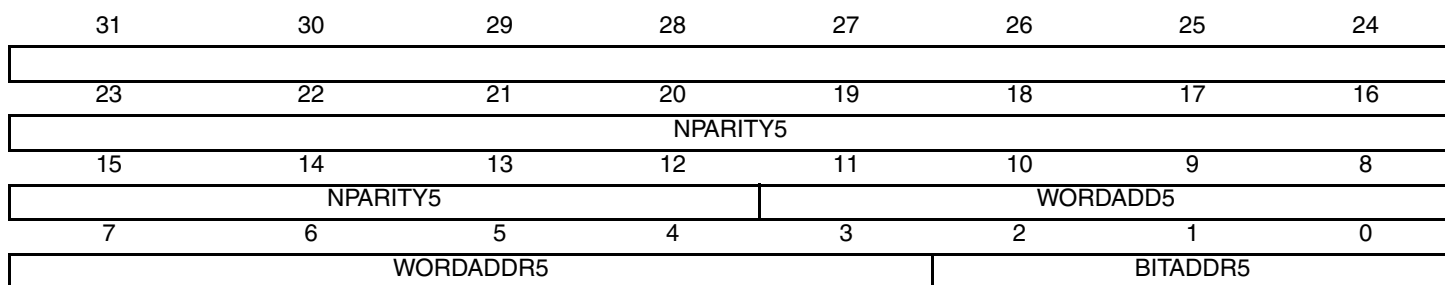 31 30 29 28 27 26 25 24
23 22 21 20 19 18 17 16
NPARITY5
15 14 13 12 11 10 9 8
NPARITY5 WORDADD5
7 6 5 4 3 2 1 0
WORDADDR5 BITADDR5